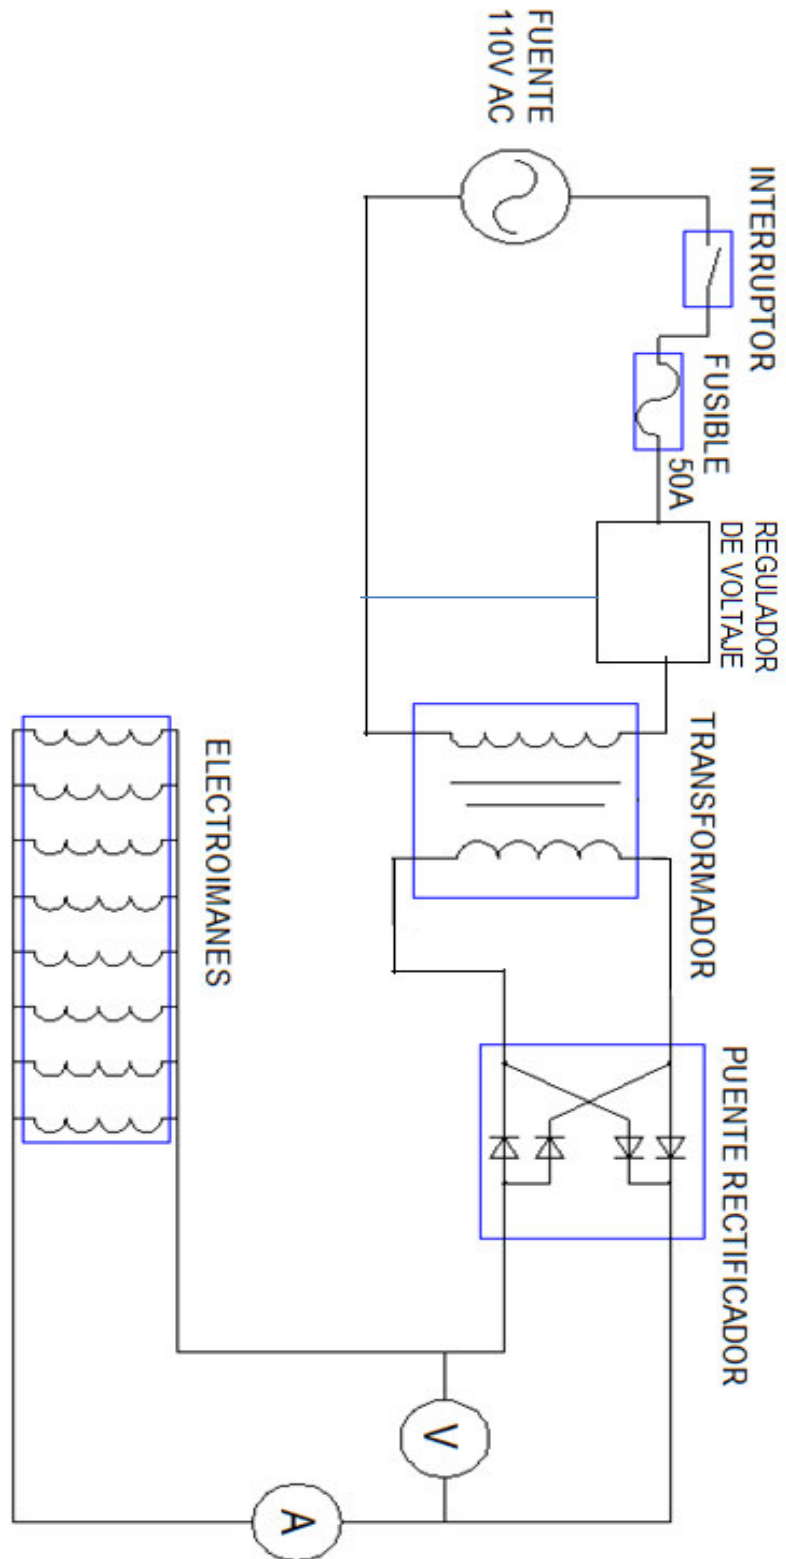 FUENTE
110V AC
INTERRUPTOR
FUSIBLE
50A
REGULADOR
DE VOLTAJE
TRANSFORMADOR
PUENTE RECTIFICADOR
ELECTROIMANES
V
A